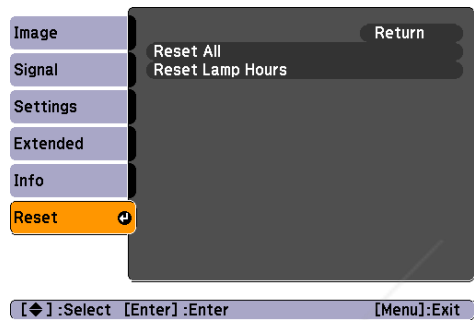 Image
Signal
Settings
Extended
Info
Reset
Return
Reset All
Reset Lamp Hours
[◆] :Select [Enter] :Enter [Menu]:Exit